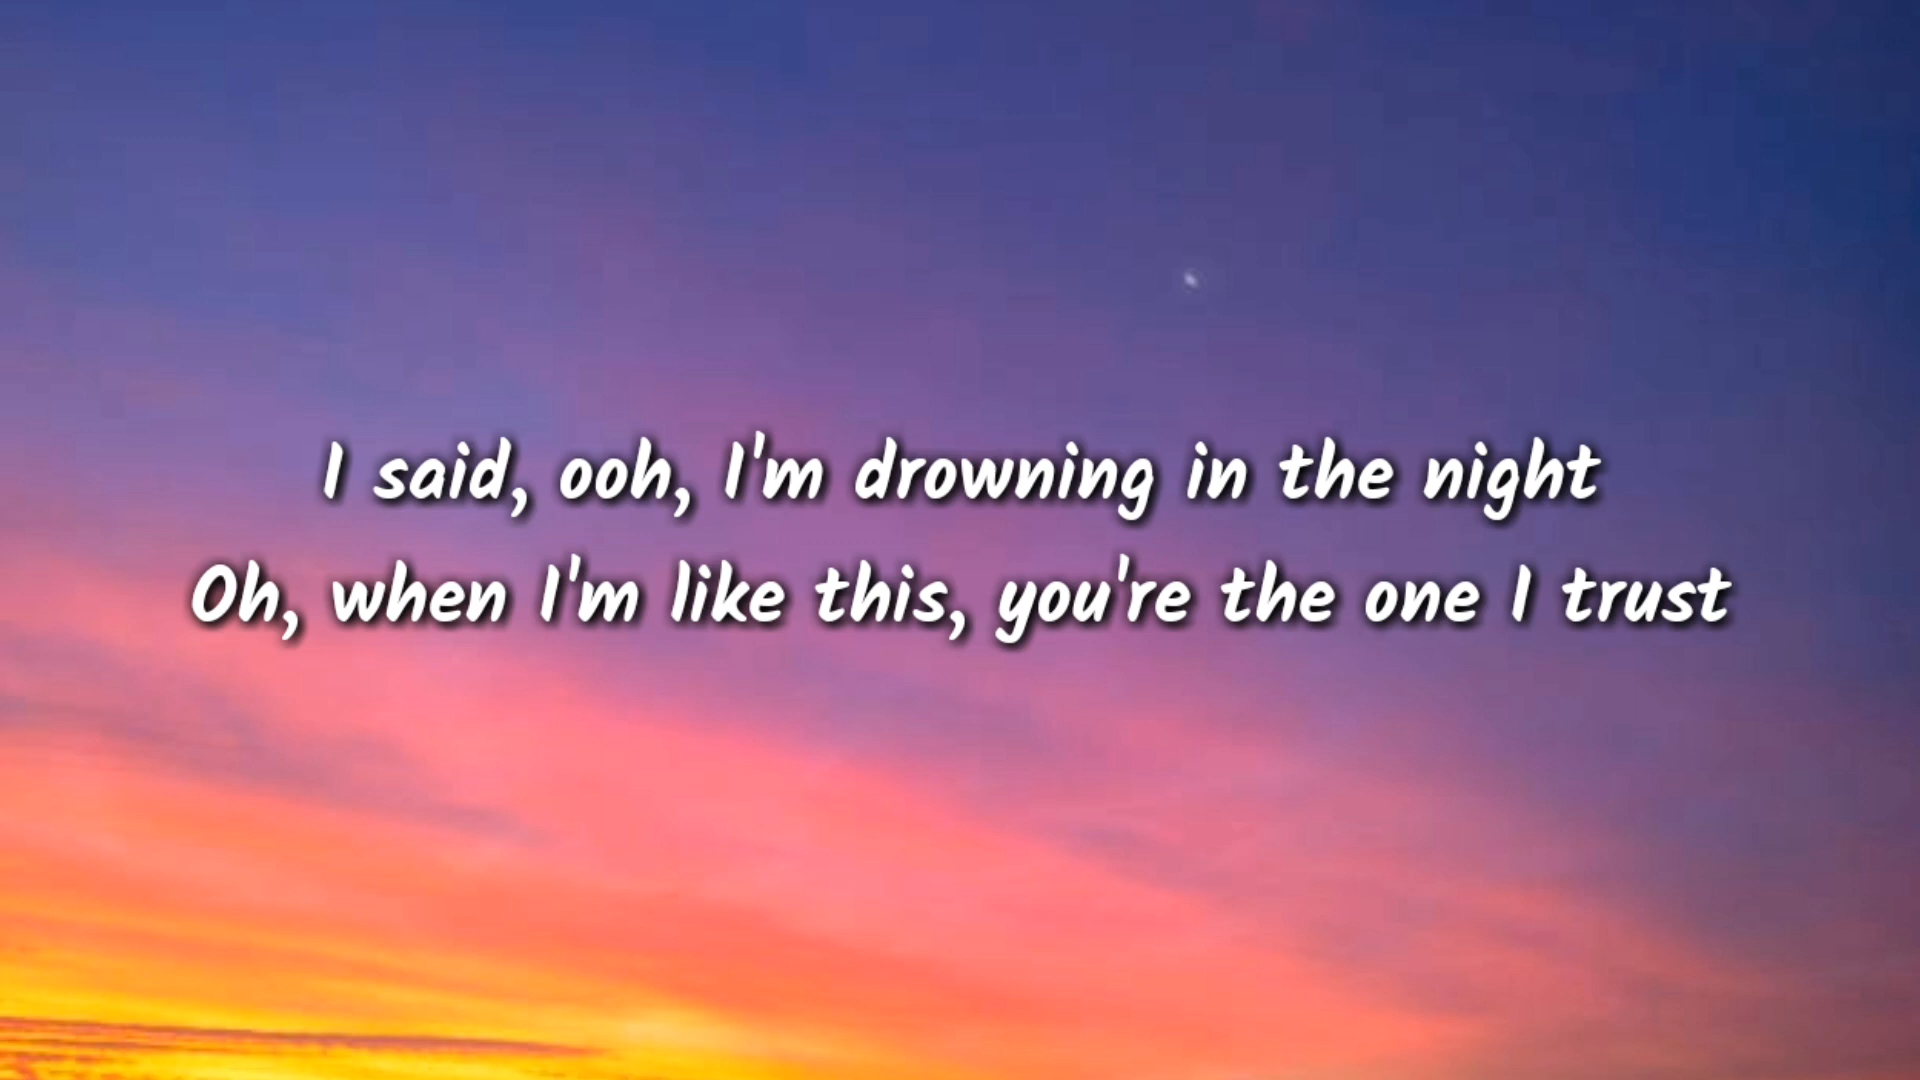 I said, ooh, I'm drowning in the night
Oh, when I'm like this, you're the one I trust